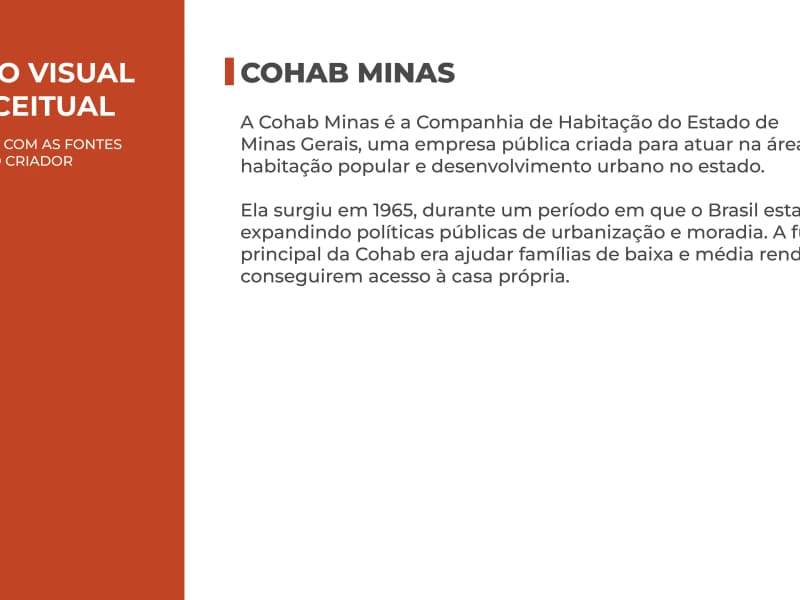 O VISUAL
CEITUAL
COM AS FONTES
O CRIADOR
COHAB MINAS
A Cohab Minas é a Companhia de Habitação do Estado de
Minas Gerais, uma empresa pública criada para atuar na área
habitação popular e desenvolvimento urbano no estado.
Ela surgiu em 1965, durante um período em que o Brasil esta
expandindo políticas públicas de urbanização e moradia. A fu
principal da Cohab era ajudar famílias de baixa e média rend
conseguirem acesso à casa própria.